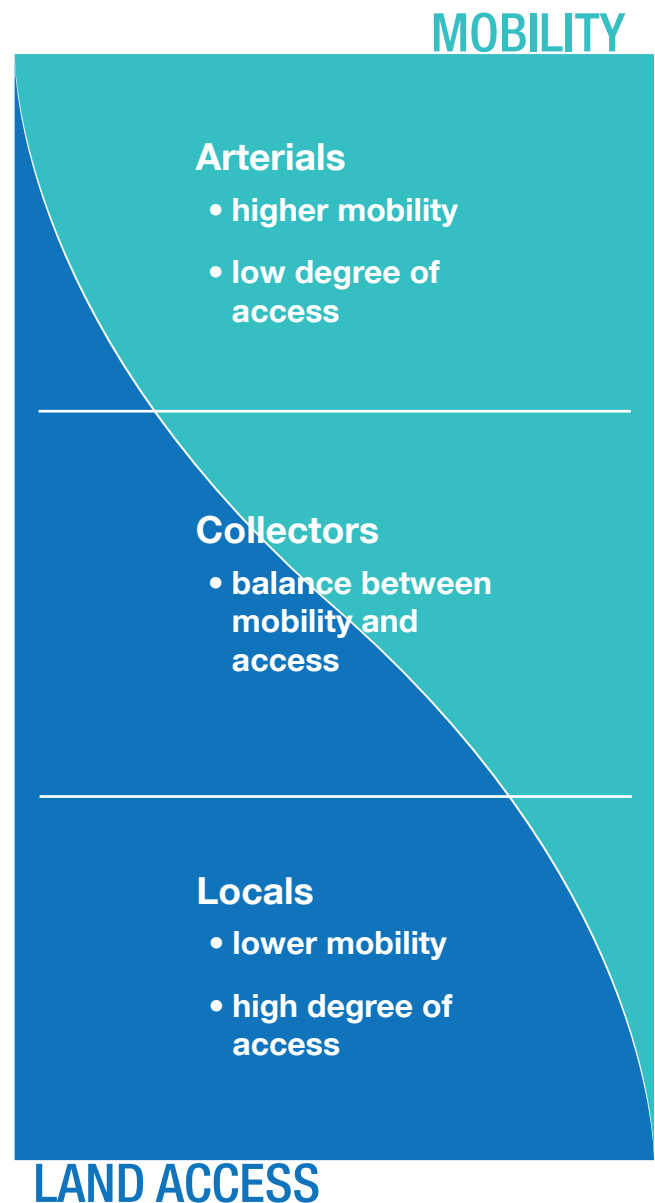 MOBILITY
Arterials
• higher mobility
• low degree of
access
Collectors
• balance between
mobility and
access
Locals
• lower mobility
• high degree of
access
LAND ACCESS